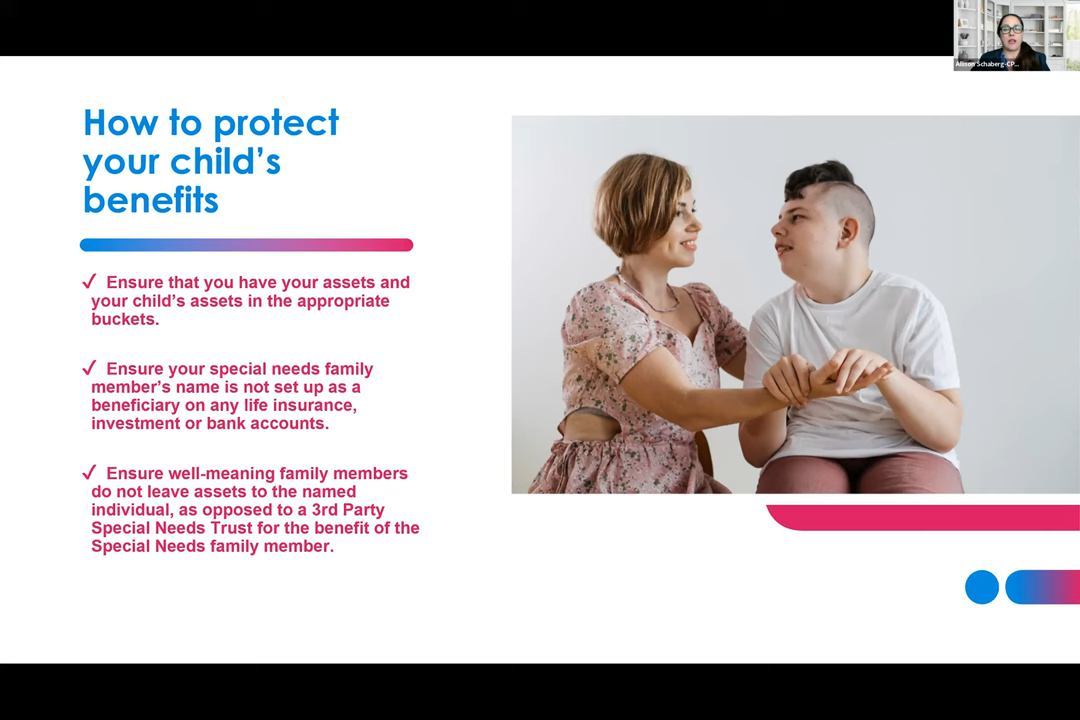 Allison Schaberg-CP...
How to protect
your child's
benefits
✓ Ensure that you have your assets and
your child's assets in the appropriate
buckets.
✓ Ensure your special needs family
member's name is not set up as a
beneficiary on any life insurance,
investment or bank accounts.
✓ Ensure well-meaning family members
do not leave assets to the named
individual, as opposed to a 3rd Party
Special Needs Trust for the benefit of the
Special Needs family member.